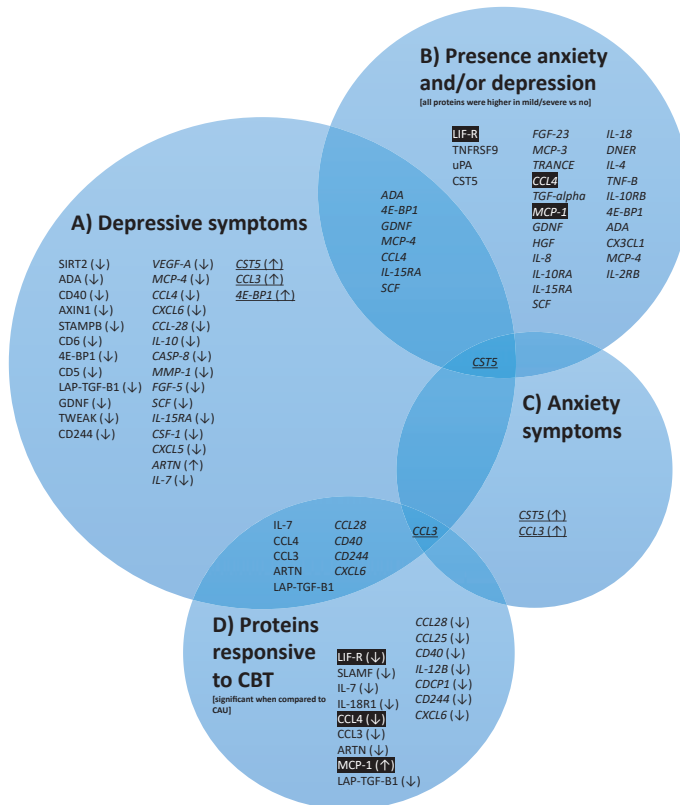 B) Presence anxiety
and/or depression
[all proteins were higher in mild/severe vs no]
LIF-R
TNFRSF9
uPA
CST5
FGF-23
MCP-3
TRANCE
CCL4
TGF-alpha
MCP-1
GDNF
HGF
IL-8
IL-10RA
IL-15RA
SCF
IL-18
DNER
IL-4
TNF-B
IL-10RB
4E-BP1
ADA
CX3CL1
MCP-4
IL-2RB
ADA
4E-BP1
GDNF
MCP-4
CCL4
IL-15RA
SCF
A) Depressive symptoms
SIRT2 (↓)
ADA (↓)
CD40 (↓)
AXIN1 (↓)
STAMPB (↓)
CD6 (↓)
4E-BP1 (↓)
CD5 (↓)
LAP-TGF-B1 (↓)
GDNF (↓)
TWEAK (↓)
CD244 (↓)
VEGF-A (↓)
MCP-4 (↓)
CCL4 (↓)
CXCL6 (↓)
CCL-28 (↓)
IL-10 (↓)
CASP-8 (↓)
MMP-1 (↓)
FGF-5 (↓)
SCF (↓)
IL-15RA (↓)
CSF-1 (↓)
CXCL5 (↓)
ARTN (↑)
IL-7 (↓)
CST5 (↑)
CCL3 (↑)
4E-BP1 (↑)
CST5
C) Anxiety
symptoms
CST5 (↑)
CCL3 (↑)
IL-7
CCL4
CCL3
ARTN
LAP-TGF-B1
CCL28
CD40
CD244
CXCL6
CCL3
D) Proteins
responsive
to CBT
[significant when compared to
CAU]
LIF-R (↓)
SLAMF (↓)
IL-7 (↓)
IL-18R1 (↓)
CCL4 (↓)
CCL3 (↓)
ARTN (↓)
MCP-1 (↑)
LAP-TGF-B1 (↓)
CCL28 (↓)
CCL25 (↓)
CD40 (↓)
IL-12B (↓)
CDCP1 (↓)
CD244 (↓)
CXCL6 (↓)